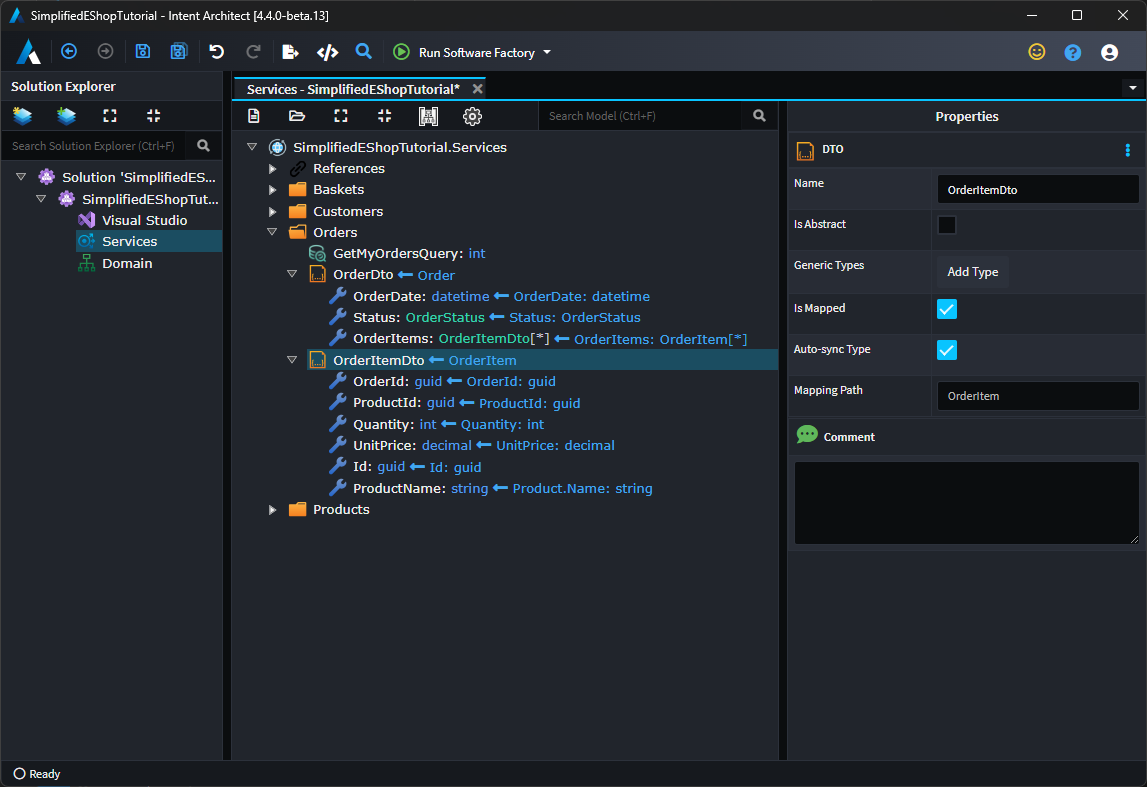 SimplifiedEShopTutorial - Intent Architect [4.4.0-beta.13]
Run Software Factory
Solution Explorer
Search Solution Explorer (Ctrl+F)
Solution 'SimplifiedES...
SimplifiedEShopTut...
Visual Studio
Services
Domain
Services - SimplifiedEShopTutorial*
Search Model (Ctrl+F)
SimplifiedEShopTutorial.Services
References
Baskets
Customers
Orders
GetMyOrdersQuery: int
OrderDto ← Order
OrderDate: datetime ← OrderDate: datetime
Status: OrderStatus ← Status: OrderStatus
OrderItems: OrderItemDto[*] ← OrderItems: OrderItem[*]
OrderItemDto ← OrderItem
OrderId: guid ← OrderId: guid
ProductId: guid ← ProductId: guid
Quantity: int ← Quantity: int
UnitPrice: decimal ← UnitPrice: decimal
Id: guid ← Id: guid
ProductName: string ← Product.Name: string
Products
Properties
DTO
Name
OrderItemDto
Is Abstract
Generic Types
Add Type
Is Mapped
Auto-sync Type
Mapping Path
OrderItem
Comment
Ready